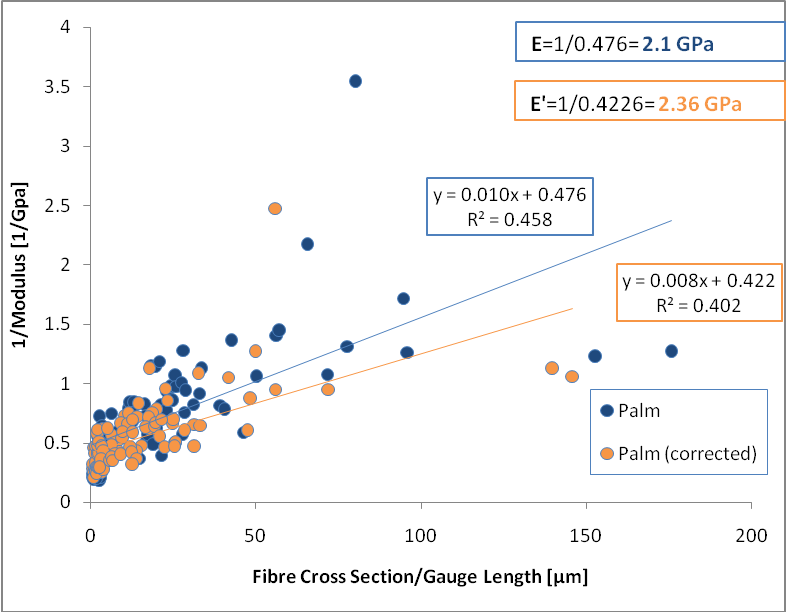 E=1/0.476= 2.1 GPa
E'=1/0.4226= 2.36 GPa
y = 0.010x + 0.476
R² = 0.458
y = 0.008x + 0.422
R² = 0.402
Palm
Palm (corrected)
1/Modulus [1/Gpa]
4
3.5
3
2.5
2
1.5
1
0.5
0
0 50 100 150 200
Fibre Cross Section/Gauge Length [µm]